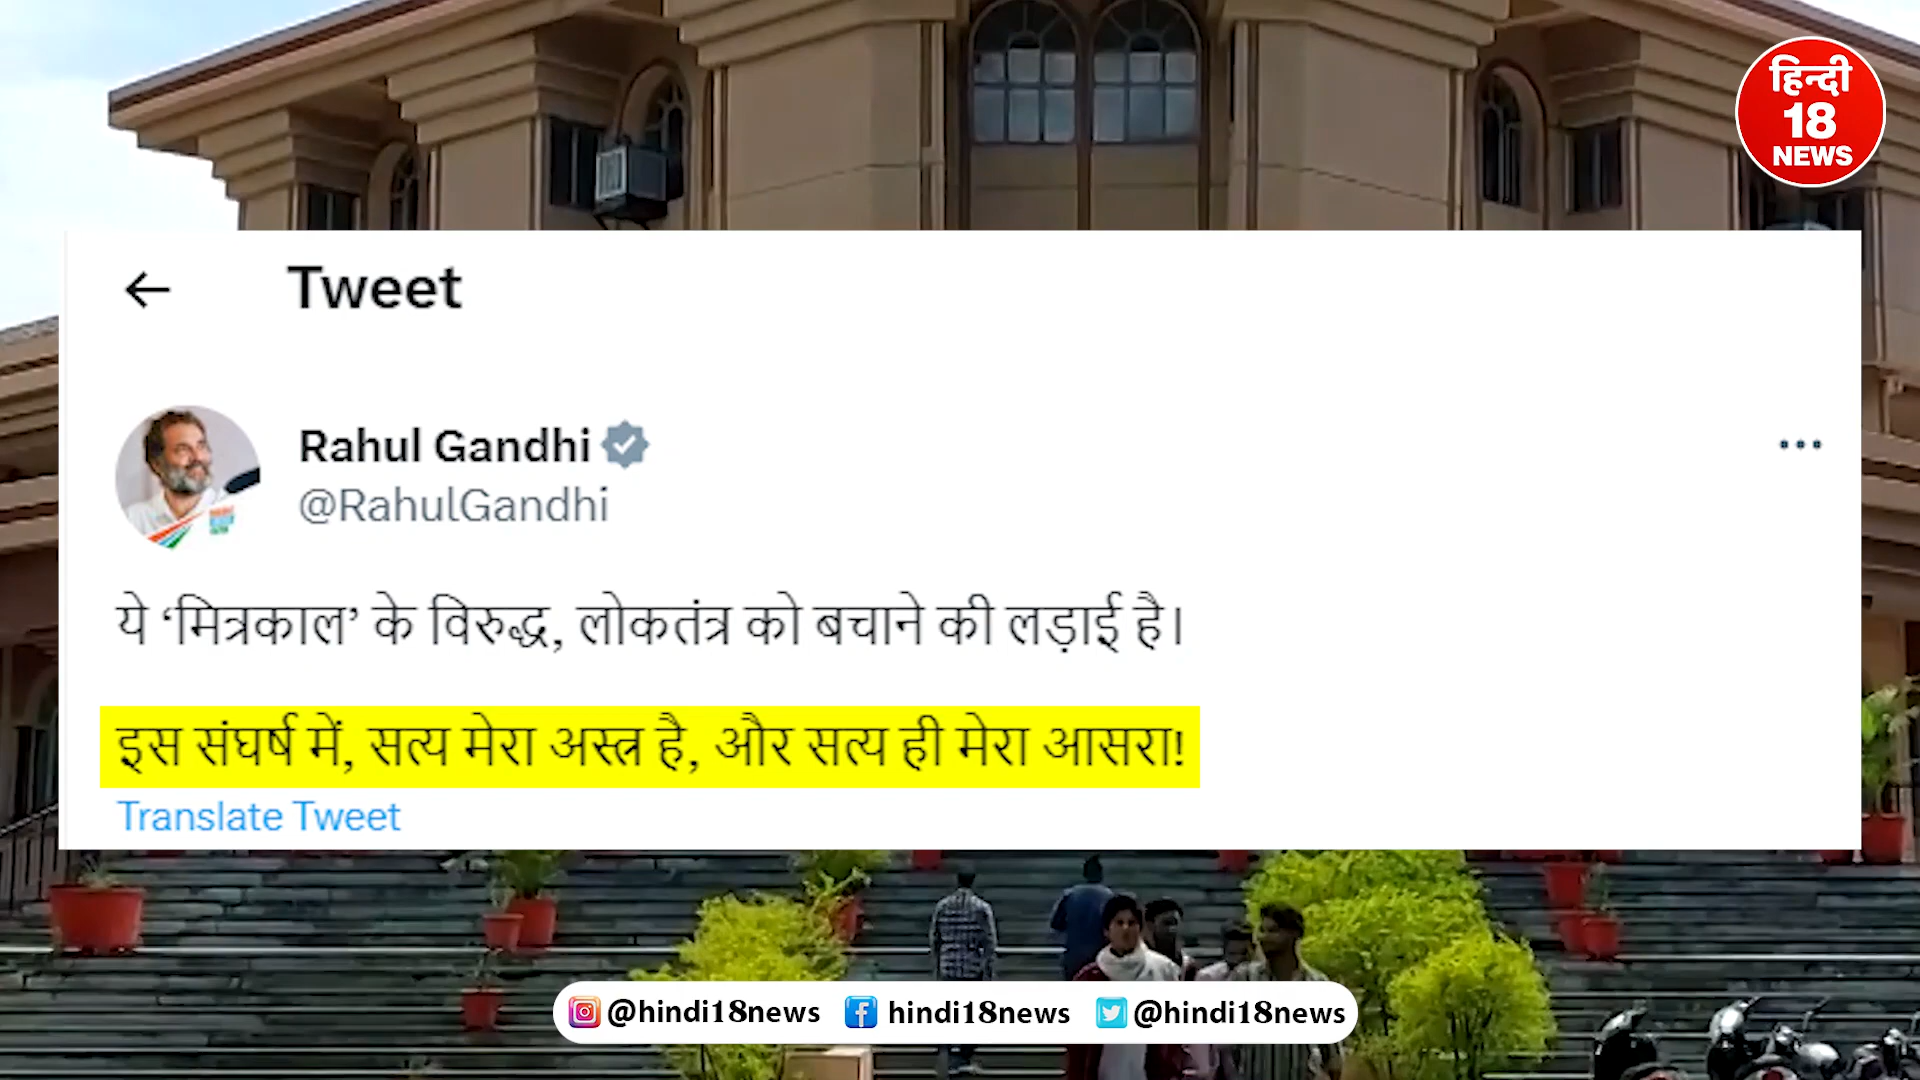 हिन्दी
18
NEWS
Tweet
Rahul Gandhi
@RahulGandhi
ये ‘मित्रकाल’ के विरुद्ध, लोकतंत्र को बचाने की लड़ाई है।
इस संघर्ष में, सत्य मेरा अस्त्र है, और सत्य ही मेरा आसरा!
Translate Tweet
@hindi18news hindi18news @hindi18news